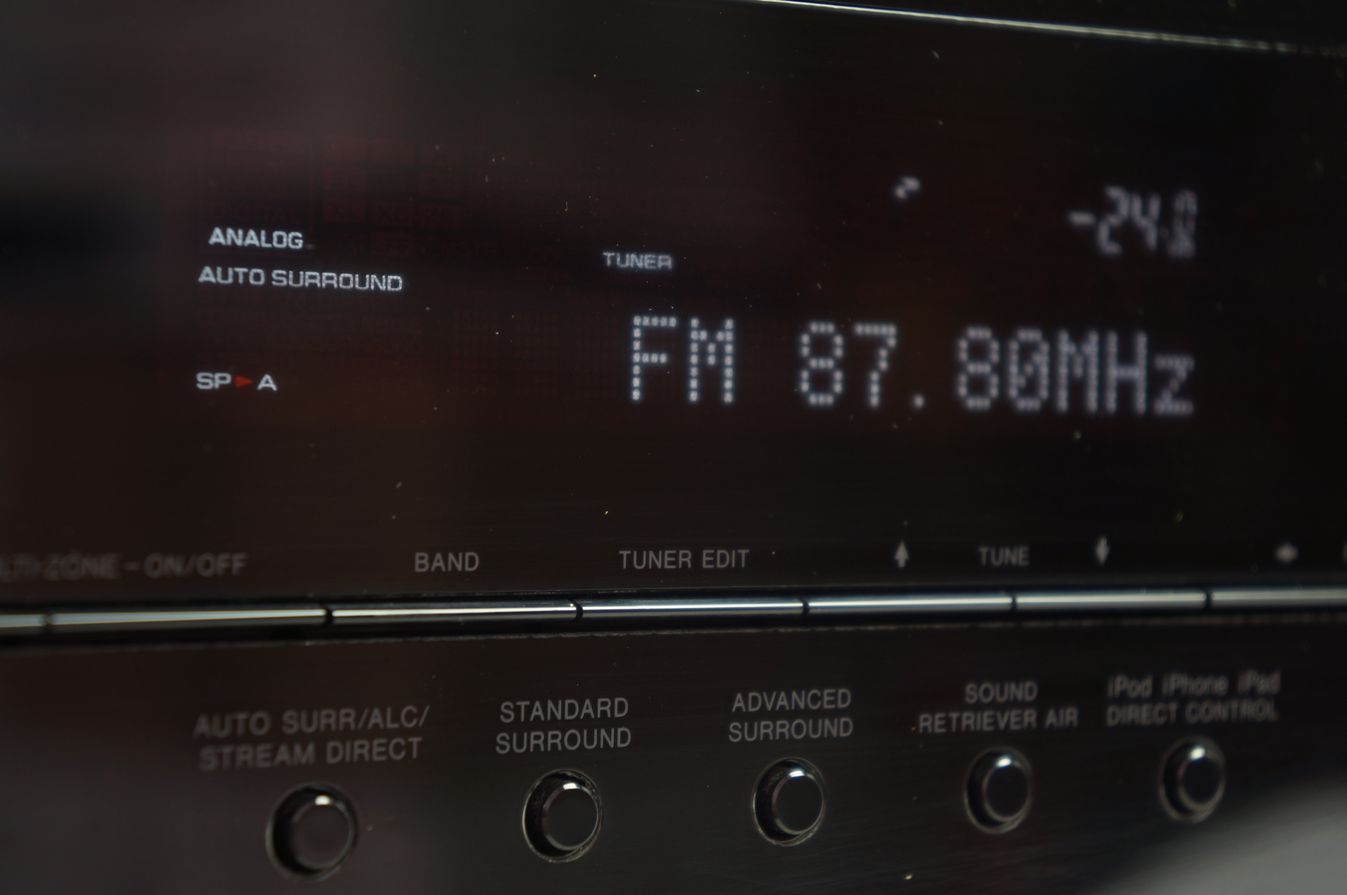 -24.0
ANALOG
TUNER
AUTO SURROUND
FM 87.80MHz
SP▶A
ZONE-ON/OFF
BAND
TUNER EDIT
TUNE
AUTO SURR/ALC/
STREAM DIRECT
STANDARD
SURROUND
ADVANCED
SURROUND
SOUND
RETRIEVER AIR
iPod iPhone iPad
DIRECT CONTROL